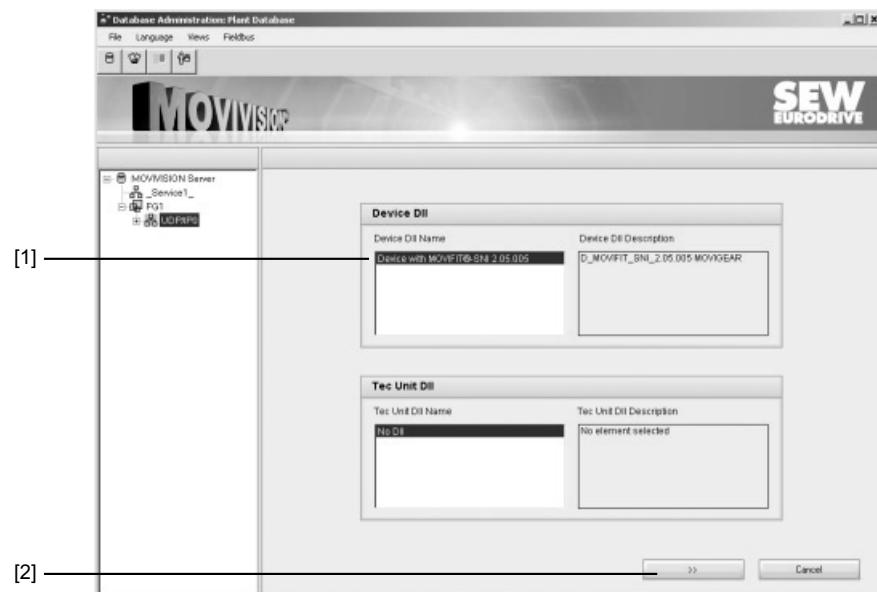 Database Administration: Plant Database
File Language Views Fieldbus
MOVIVISION®
SEW
EURODRIVE
MOVIVISION Server
_Service1_
PG1
Device Dll
Device Dll Name
Device Dll Description
[1]
Device with MOVIFIT®-SNI 2.05.005
D_MOVIFIT_SNI_2.05.005 MOVIGEAR
Tec Unit Dll
Tec Unit Dll Name
Tec Unit Dll Description
No Dll
No element selected
[2]
>>
Cancel